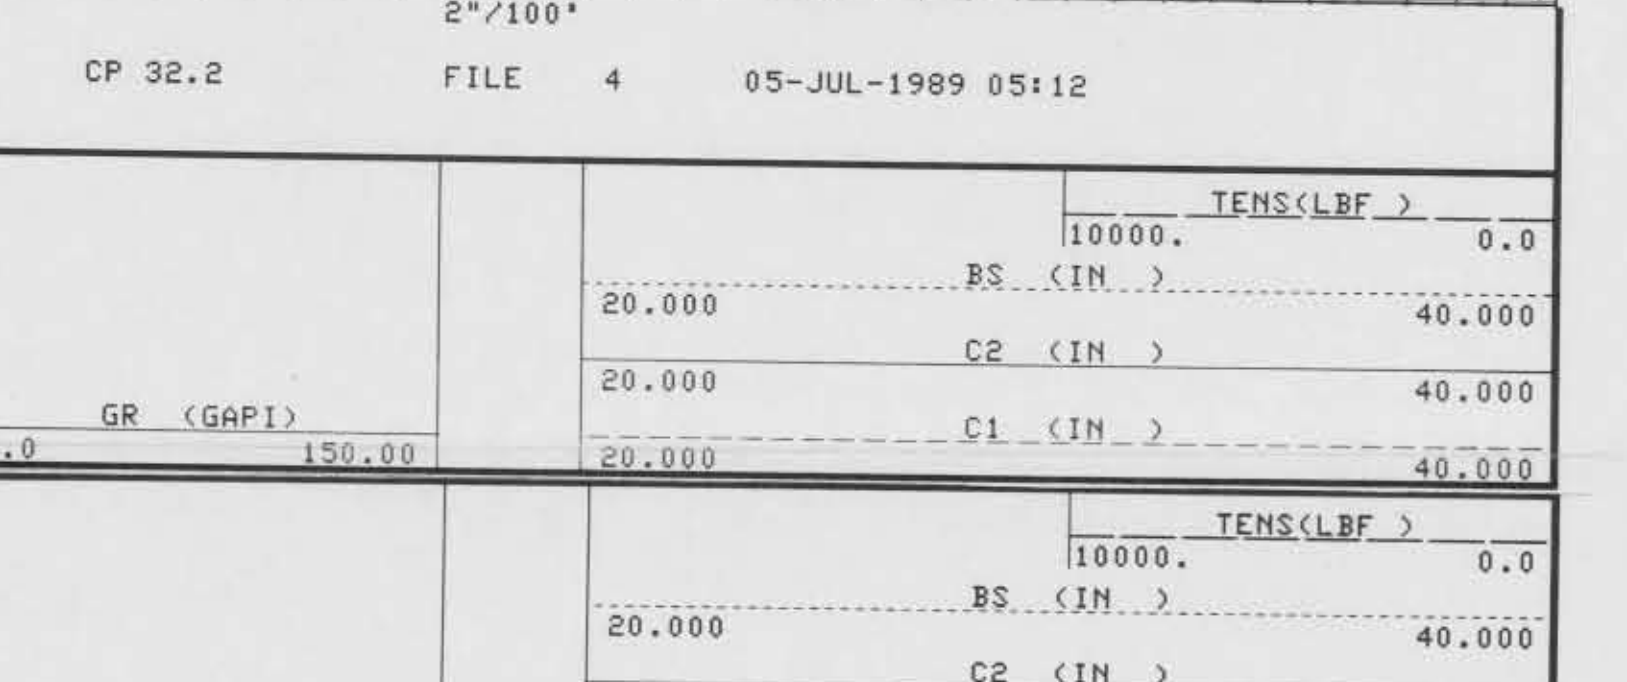 2"/100'
CP 32.2 FILE 4 05-JUL-1989 05:12
TENS(LBF )
10000. 0.0
BS (IN )
20.000 40.000
C2 (IN )
20.000 40.000
GR (GAPI) C1 (IN )
.0 150.00 20.000 40.000
TENS(LBF )
10000. 0.0
BS (IN )
20.000 40.000
C2 (IN )